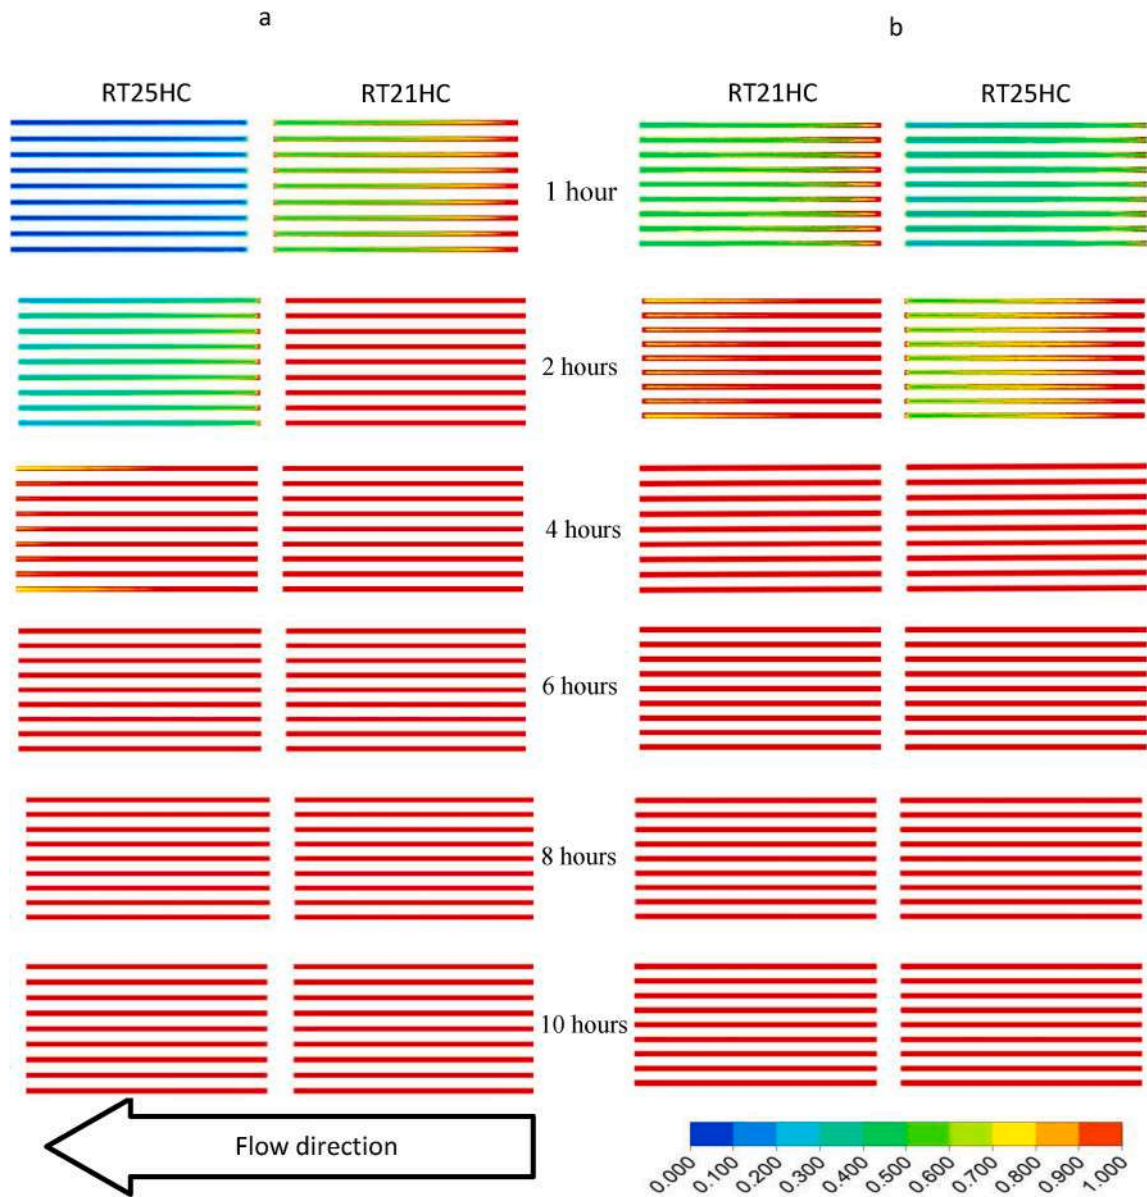 a
b
RT25HC
RT21HC
RT21HC
RT25HC
1 hour
2 hours
4 hours
6 hours
8 hours
10 hours
Flow direction
0.000
0.100
0.200
0.300
0.400
0.500
0.600
0.700
0.800
0.900
1.000